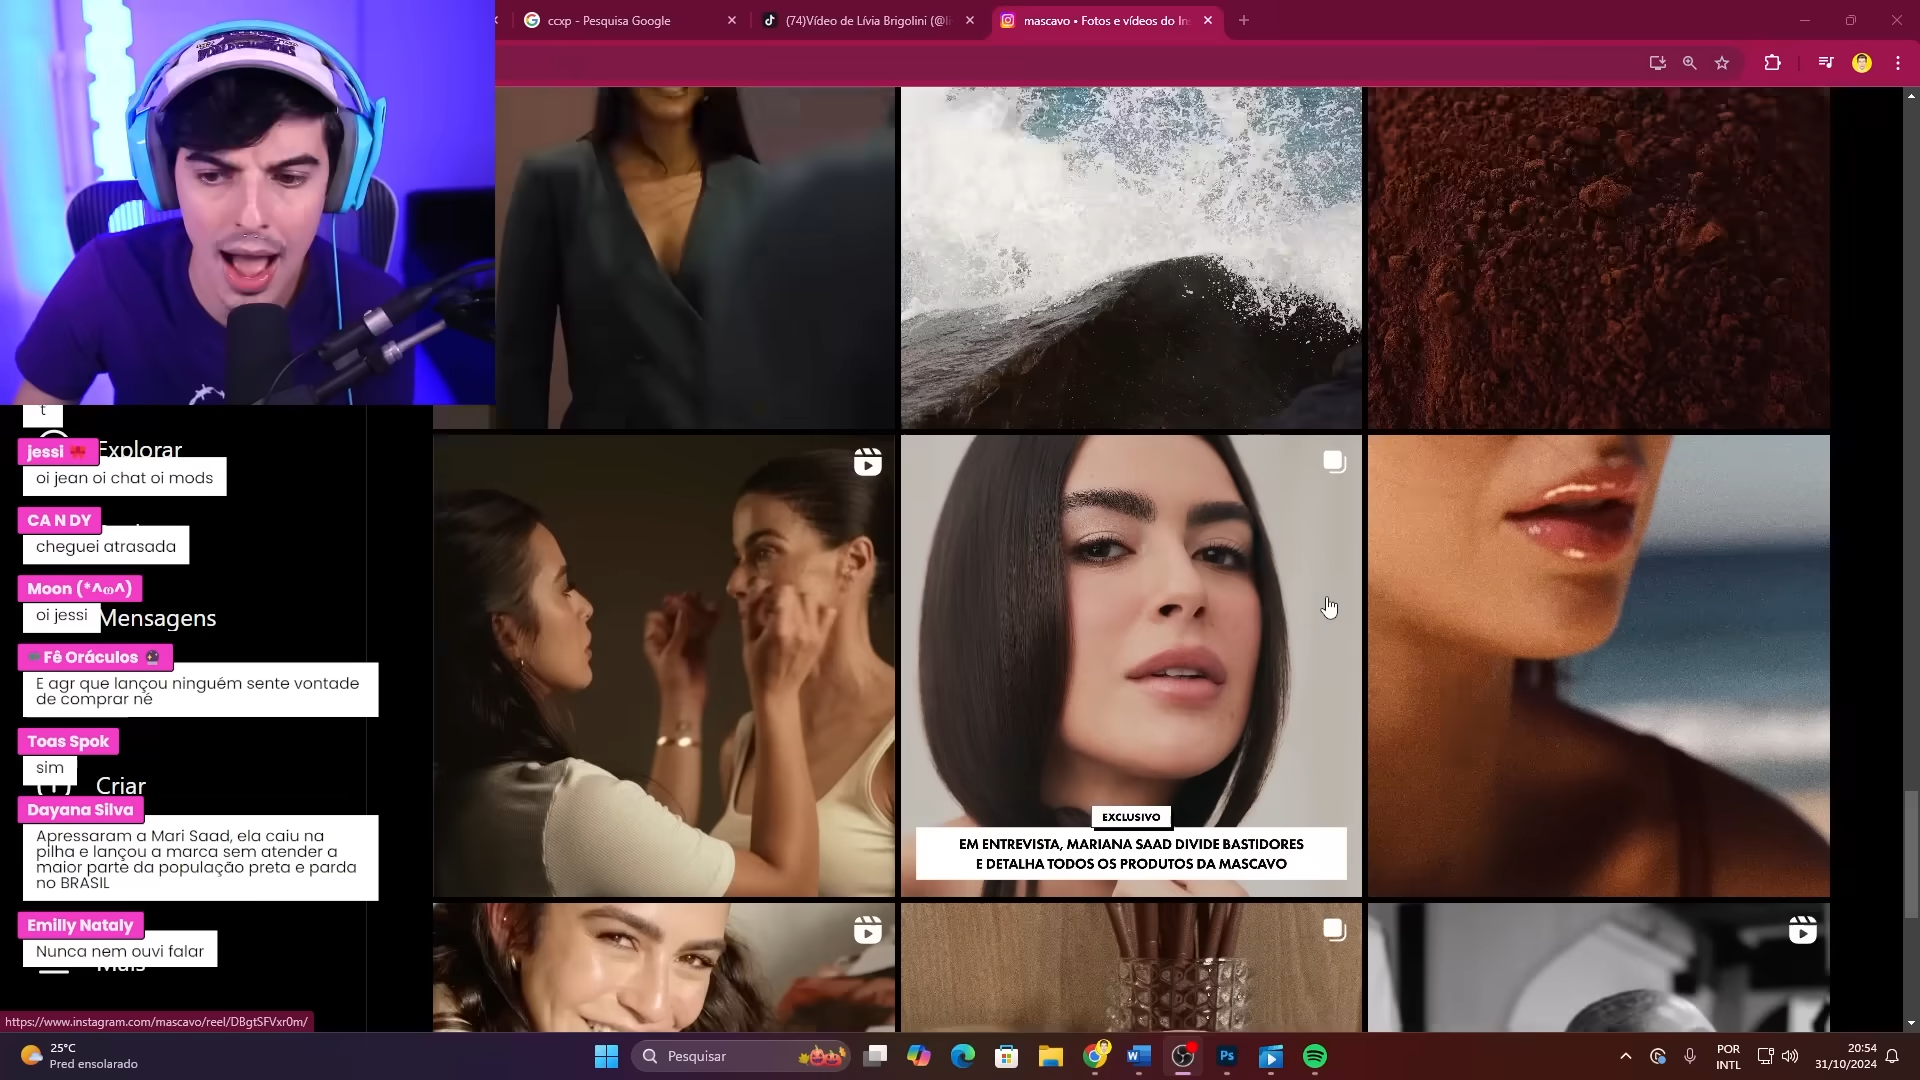 ccxp - Pesquisa Google
(74)Vídeo de Lívia Brigolini (@li
mascavo • Fotos e vídeos do In
t
Explorar
jessi
oi jean oi chat oi mods
CA N DY
cheguei atrasada
Moon (*^ω^)
oi jessi
Mensagens
Fê Oráculos
E agr que lançou ninguém sente vontade
de comprar né
Toas Spok
sim
Criar
Dayana Silva
Apressaram a Mari Saad, ela caiu na
pilha e lançou a marca sem atender a
maior parte da população preta e parda
no BRASIL
Emilly Nataly
Nunca nem ouvi falar
Mais
EXCLUSIVO
EM ENTREVISTA, MARIANA SAAD DIVIDE BASTIDORES
E DETALHA TODOS OS PRODUTOS DA MASCAVO
https://www.instagram.com/mascavo/reel/DBgtSFVxr0m/
25°C
Pred ensolarado
Pesquisar
POR
INTL
20:54
31/10/2024